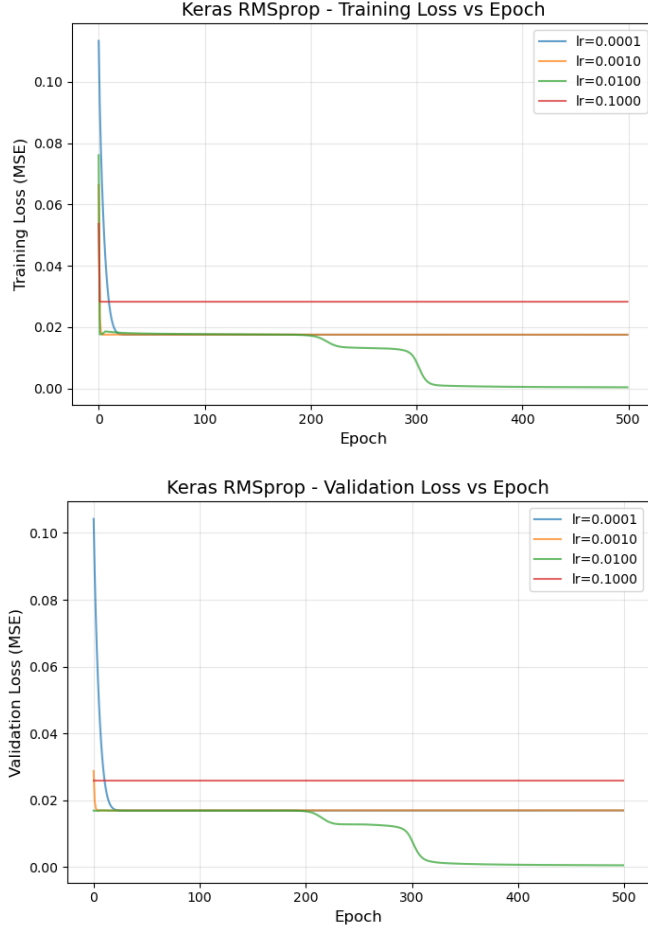 Keras RMSprop - Training Loss vs Epoch
Training Loss (MSE)
0.10
0.08
0.06
0.04
0.02
0.00
lr=0.0001
lr=0.0010
lr=0.0100
lr=0.1000
0 100 200 300 400 500
Epoch
Keras RMSprop - Validation Loss vs Epoch
Validation Loss (MSE)
0.10
0.08
0.06
0.04
0.02
0.00
lr=0.0001
lr=0.0010
lr=0.0100
lr=0.1000
0 100 200 300 400 500
Epoch